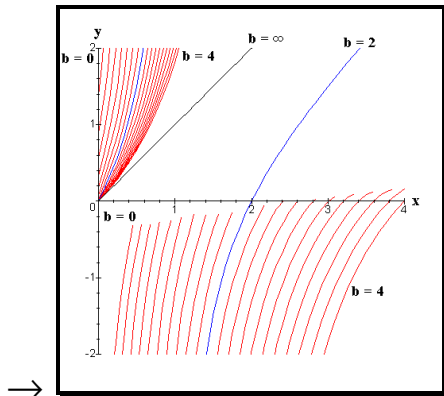 y
2
b = 0
b = 4
b = ∞
b = 2
1
0
b = 0
1
2
3
4
x
-1
b = 4
-2
→